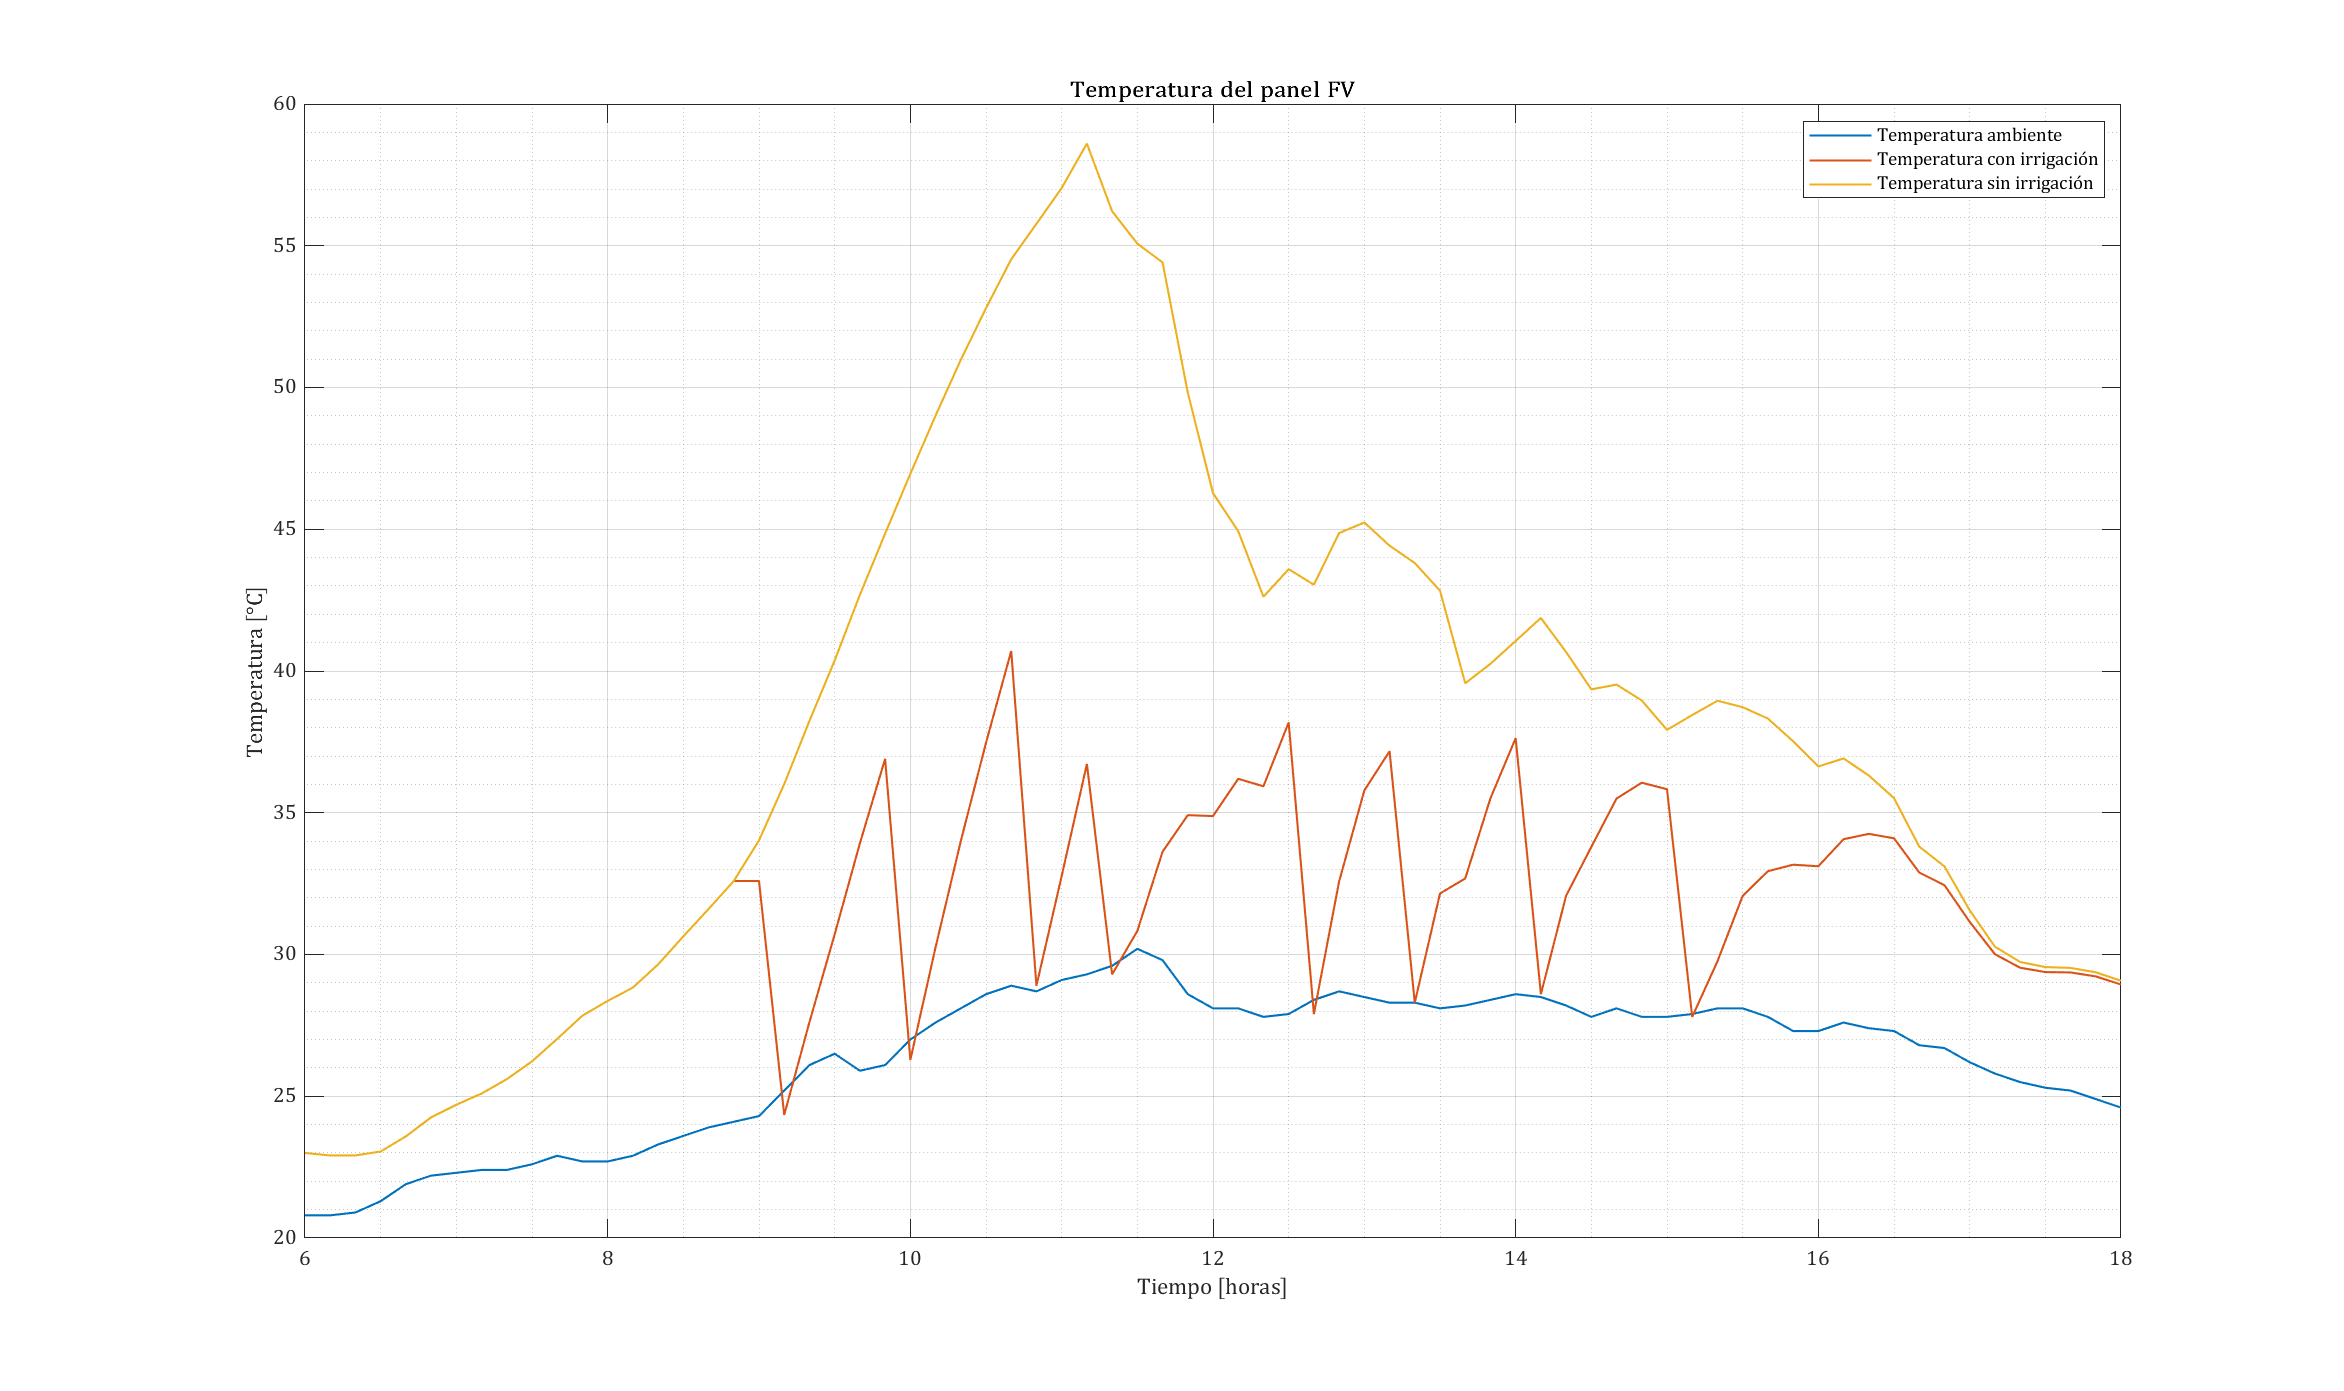 Temperatura del panel FV
60
55
50
45
40
35
30
25
20
Temperatura [°C]
Temperatura ambiente
Temperatura con irrigación
Temperatura sin irrigación
6 8 10 12 14 16 18
Tiempo [horas]